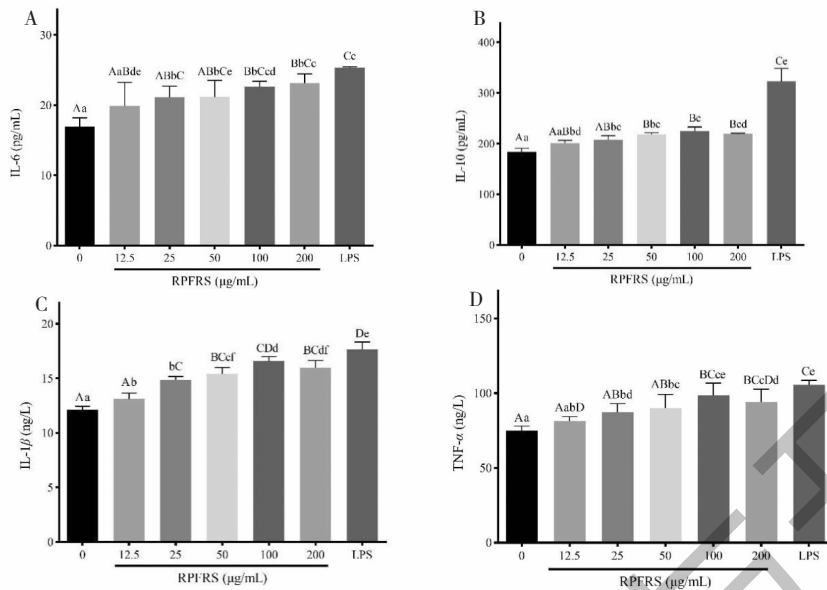 A
IL-6 (pg/mL)
30
20
10
0
Aa
AaBde
ABbC
ABbCe
BbCcd
BbCc
Cc
0 12.5 25 50 100 200 LPS
RPFRS (μg/mL)
B
IL-10 (pg/mL)
400
300
200
100
0
Aa
AaBbd
ABbc
Bbc
Bc
Bcd
Ce
0 12.5 25 50 100 200 LPS
RPFRS (μg/mL)
C
IL-1β (ng/L)
20
15
10
5
0
Aa
Ab
bC
BCcf
CDd
BCdf
De
0 12.5 25 50 100 200 LPS
RPFRS (μg/mL)
D
TNF-α (ng/L)
150
100
50
0
Aa
AabD
ABbd
ABbc
BCce
BCcDd
Ce
0 12.5 25 50 100 200 LPS
RPFRS (μg/mL)